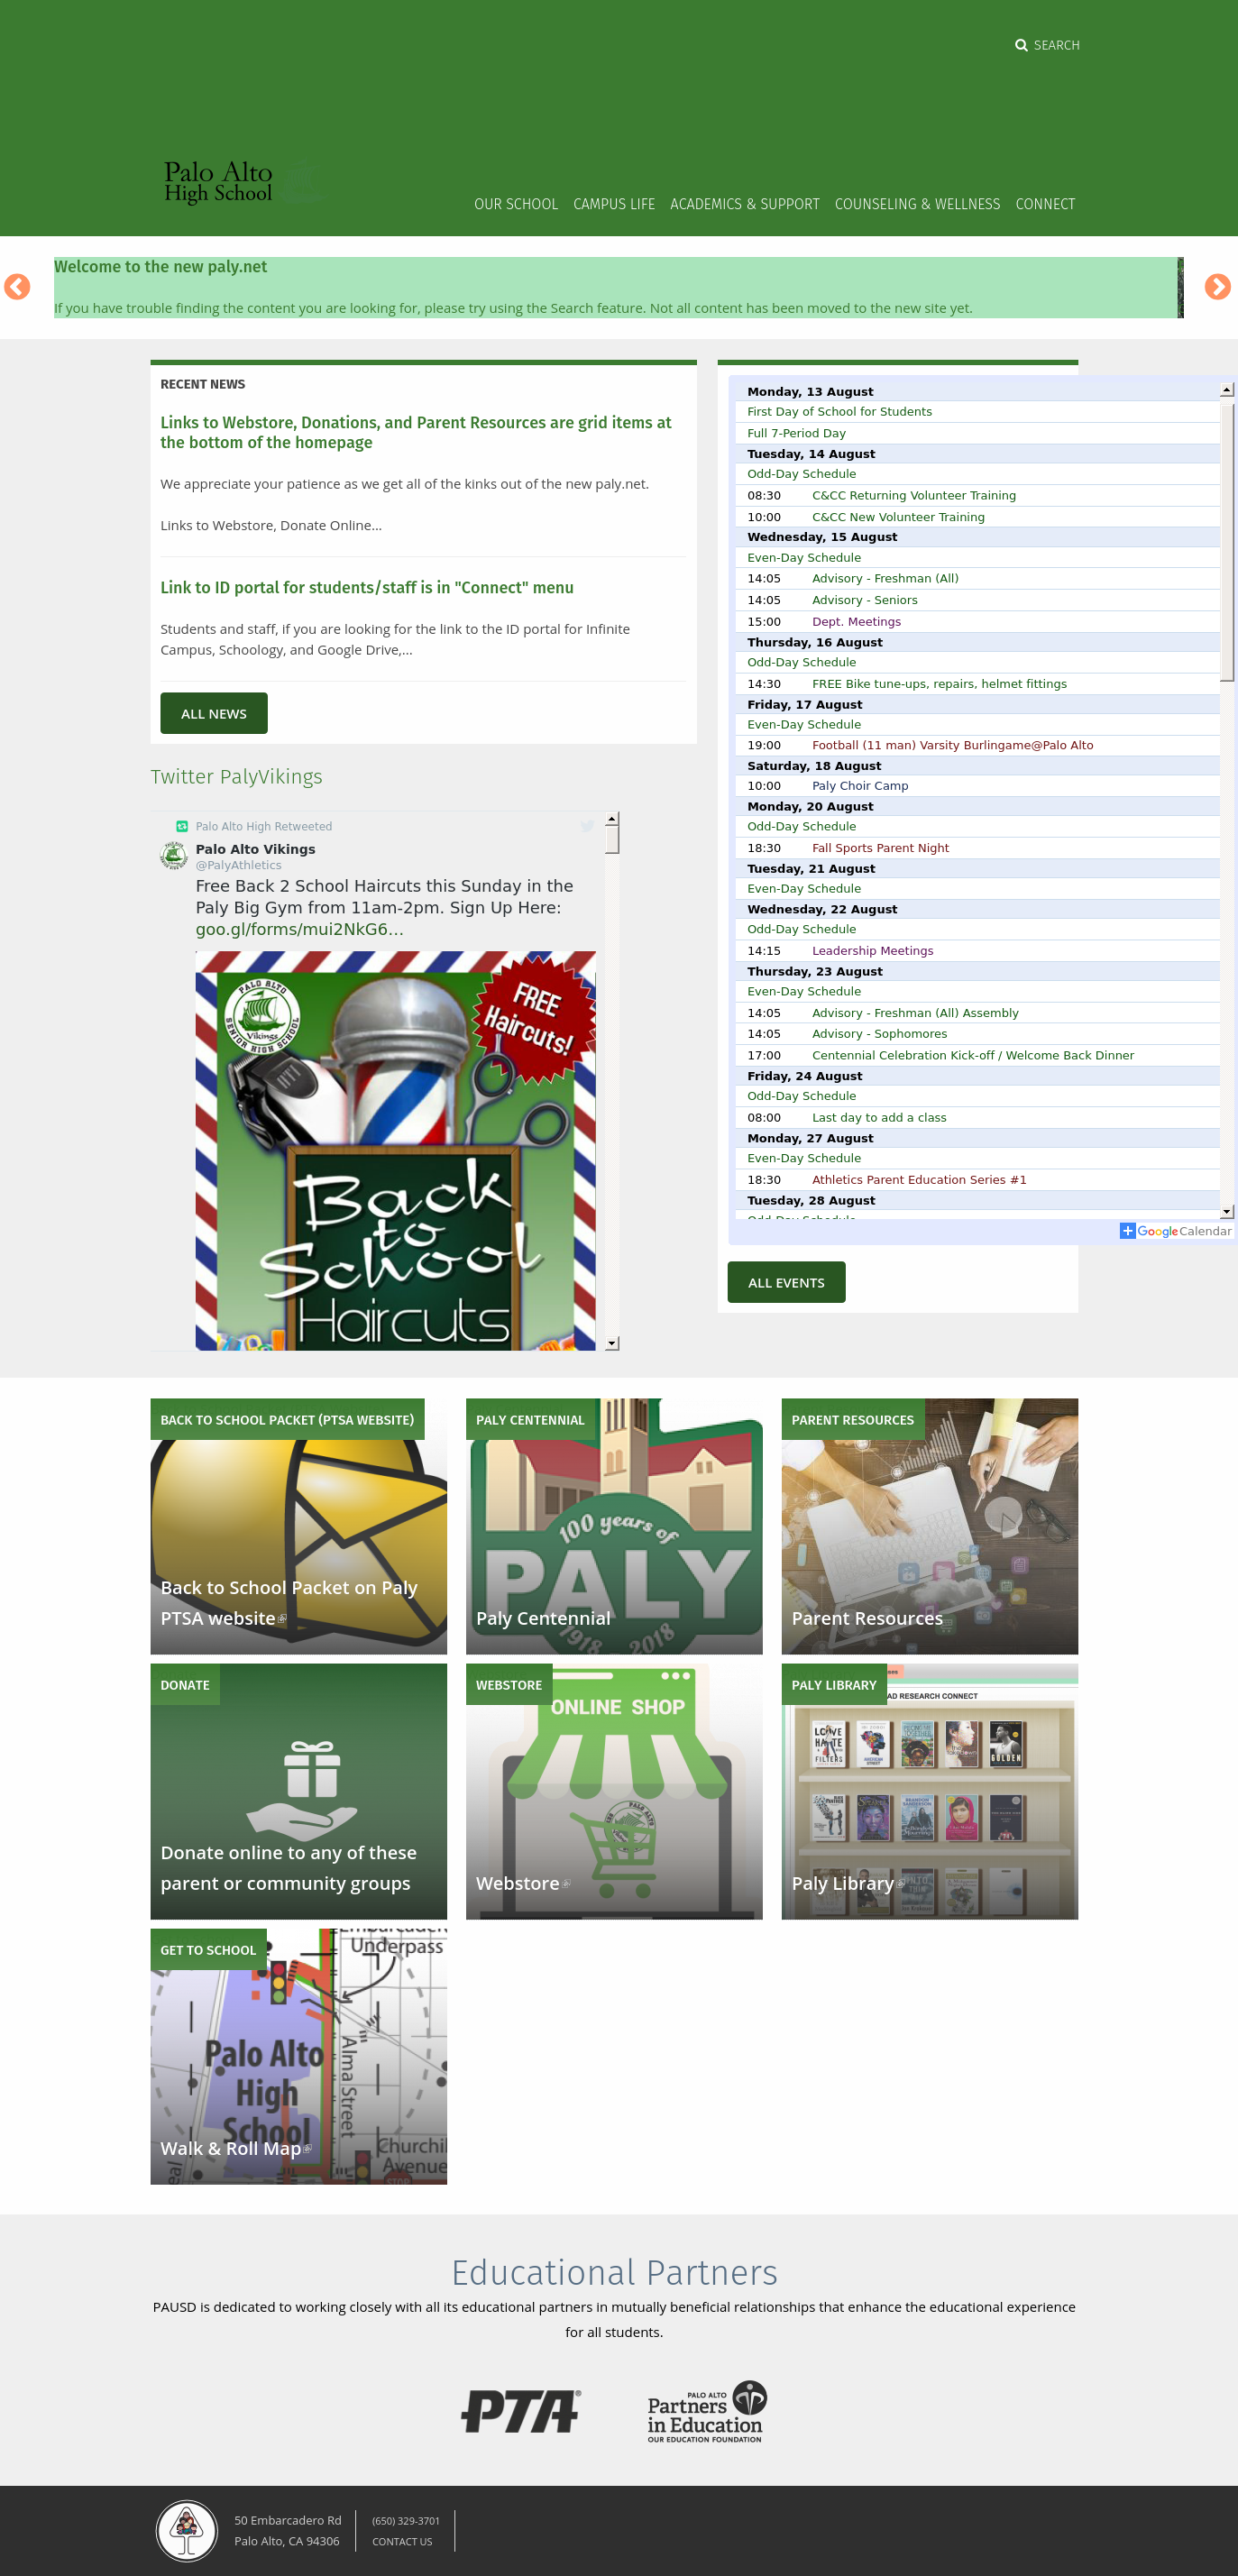 SEARCH
Palo Alto
High School
OUR SCHOOL CAMPUS LIFE ACADEMICS & SUPPORT COUNSELING & WELLNESS CONNECT
Welcome to the new paly.net
If you have trouble finding the content you are looking for, please try using the Search feature. Not all content has been moved to the new site yet.
RECENT NEWS
Links to Webstore, Donations, and Parent Resources are grid items at
the bottom of the homepage
We appreciate your patience as we get all of the kinks out of the new paly.net.
Links to Webstore, Donate Online...
Link to ID portal for students/staff is in "Connect" menu
Students and staff, if you are looking for the link to the ID portal for Infinite
Campus, Schoology, and Google Drive,...
ALL NEWS
Twitter PalyVikings
Palo Alto High Retweeted
Palo Alto Vikings
@PalyAthletics
Free Back 2 School Haircuts this Sunday in the
Paly Big Gym from 11am-2pm. Sign Up Here:
goo.gl/forms/mui2NkG6…
PALO ALTO
Vikings
SENIOR HIGH SCHOOL
FREE
Haircuts!
Back
to
School
Haircuts
Monday, 13 August
First Day of School for Students
Full 7-Period Day
Tuesday, 14 August
Odd-Day Schedule
08:30 C&CC Returning Volunteer Training
10:00 C&CC New Volunteer Training
Wednesday, 15 August
Even-Day Schedule
14:05 Advisory - Freshman (All)
14:05 Advisory - Seniors
15:00 Dept. Meetings
Thursday, 16 August
Odd-Day Schedule
14:30 FREE Bike tune-ups, repairs, helmet fittings
Friday, 17 August
Even-Day Schedule
19:00 Football (11 man) Varsity Burlingame@Palo Alto
Saturday, 18 August
10:00 Paly Choir Camp
Monday, 20 August
Odd-Day Schedule
18:30 Fall Sports Parent Night
Tuesday, 21 August
Even-Day Schedule
Wednesday, 22 August
Odd-Day Schedule
14:15 Leadership Meetings
Thursday, 23 August
Even-Day Schedule
14:05 Advisory - Freshman (All) Assembly
14:05 Advisory - Sophomores
17:00 Centennial Celebration Kick-off / Welcome Back Dinner
Friday, 24 August
Odd-Day Schedule
08:00 Last day to add a class
Monday, 27 August
Even-Day Schedule
18:30 Athletics Parent Education Series #1
Tuesday, 28 August
Odd-Day Schedule
Google Calendar
ALL EVENTS
BACK TO SCHOOL PACKET (PTSA WEBSITE)
Back to School Packet on Paly
PTSA website
PALY CENTENNIAL
100 years of
PALY
1918 - 2018
Paly Centennial
PARENT RESOURCES
Parent Resources
DONATE
Donate online to any of these
parent or community groups
WEBSTORE
ONLINE SHOP
Webstore
PALY LIBRARY
AD RESEARCH CONNECT
Paly Library
GET TO SCHOOL
Underpass
Palo Alto
High
School
Alma Street
Churchil
Avenue
STOP
Walk & Roll Map
Educational Partners
PAUSD is dedicated to working closely with all its educational partners in mutually beneficial relationships that enhance the educational experience
for all students.
PTA®
PALO ALTO
Partners
in Education
OUR EDUCATION FOUNDATION
50 Embarcadero Rd
Palo Alto, CA 94306
(650) 329-3701
CONTACT US